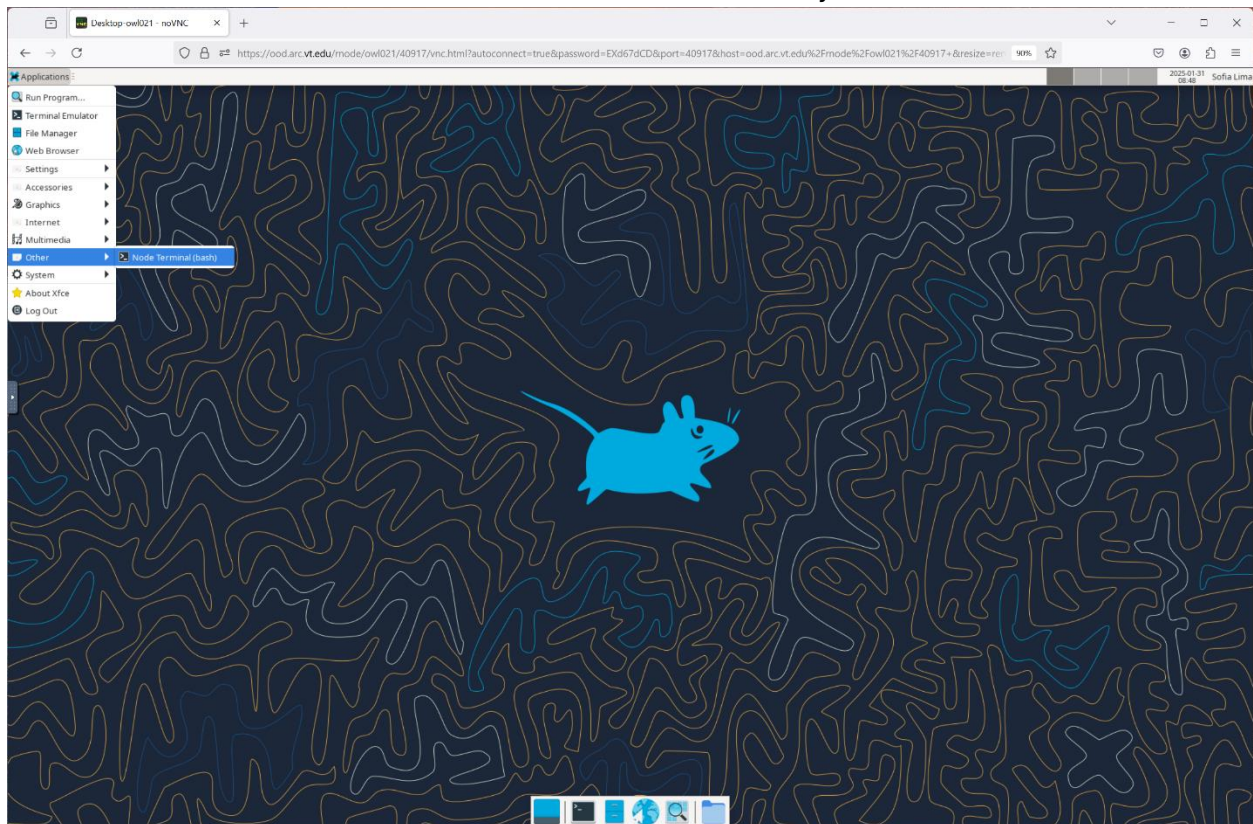 Desktop-owl021 - noVNC
https://ood.arc.vt.edu/rnode/owl021/40917/vnc.html?autoconnect=true&password=EXd67dCD&port=40917&host=ood.arc.vt.edu%2Frnode%2Fowl021%2F40917+&resize=rem
90%
Applications
2025-01-31
08:48
Sofia Lima
Run Program...
Terminal Emulator
File Manager
Web Browser
Settings
Accessories
Graphics
Internet
Multimedia
Other
Node Terminal (bash)
System
About Xfce
Log Out